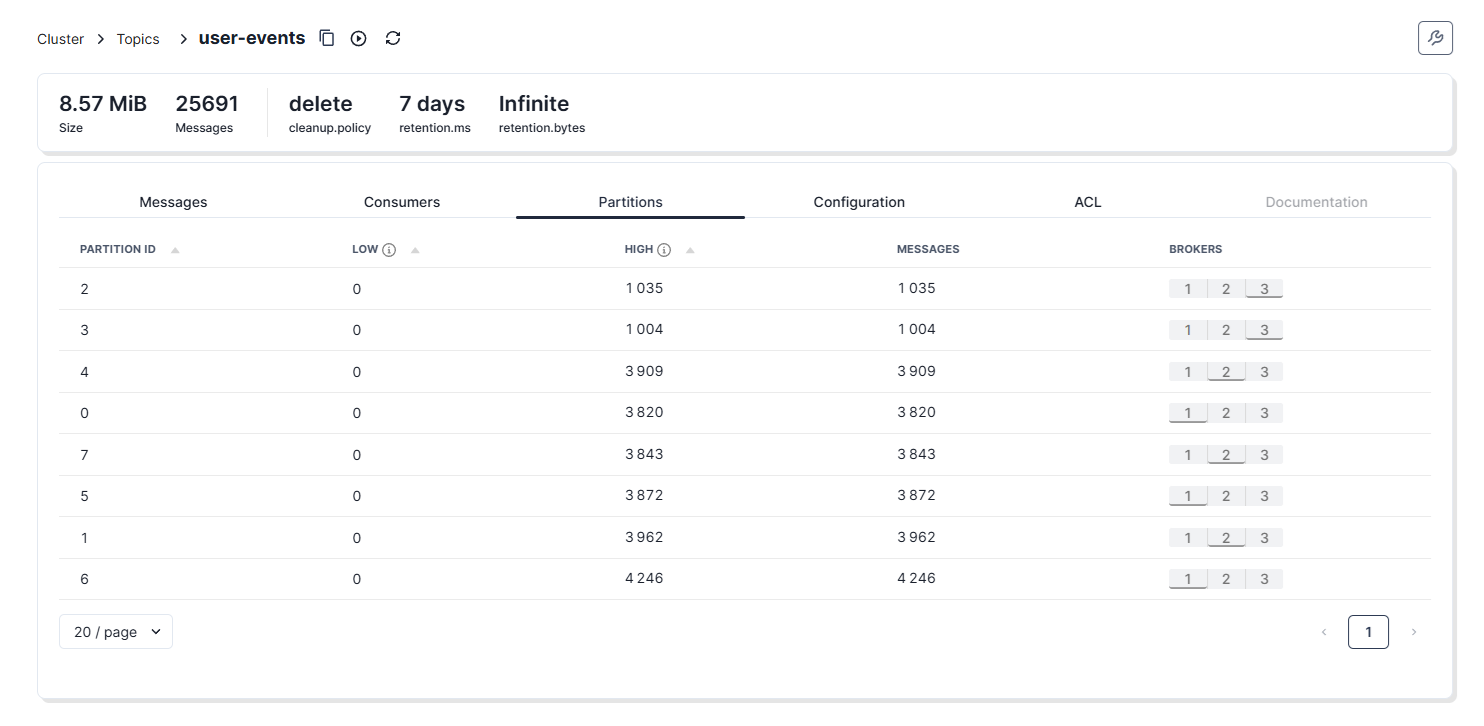 Cluster > Topics > user-events
8.57 MiB 25691 delete 7 days Infinite
Size Messages cleanup.policy retention.ms retention.bytes
Messages Consumers Partitions Configuration ACL Documentation
PARTITION ID LOW HIGH MESSAGES BROKERS
2 0 1 035 1 035 1 2 3
3 0 1 004 1 004 1 2 3
4 0 3 909 3 909 1 2 3
0 0 3 820 3 820 1 2 3
7 0 3 843 3 843 1 2 3
5 0 3 872 3 872 1 2 3
1 0 3 962 3 962 1 2 3
6 0 4 246 4 246 1 2 3
20 / page 1